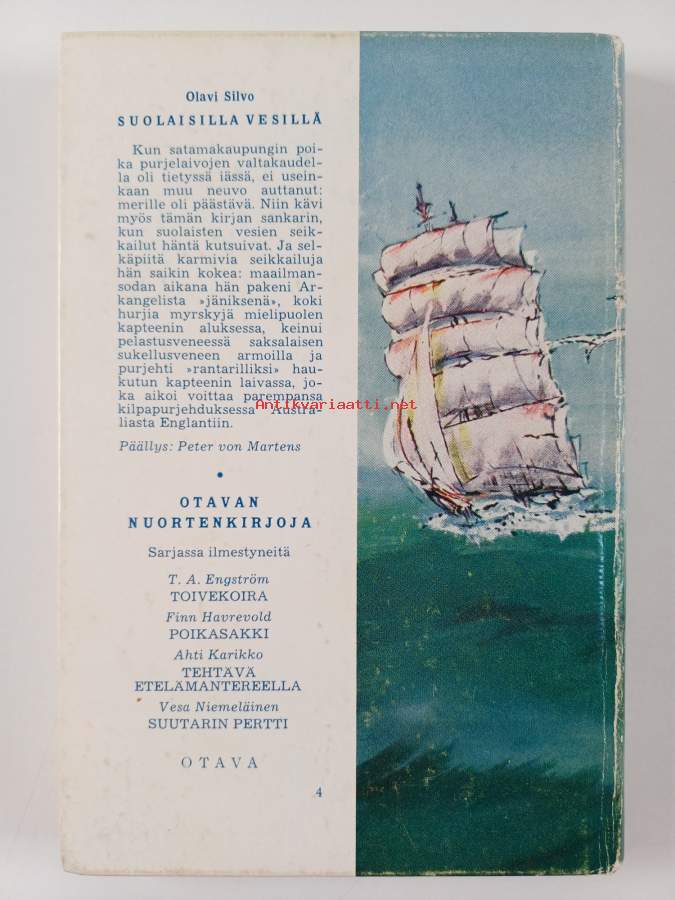 Olavi Silvo
SUOLAISILLA VESILLÄ
Kun satamakaupungin poi-
ka purjelaivojen valtakaudel-
la oli tietyssä iässä, ei usein-
kaan muu neuvo auttanut:
merille oli päästävä. Niin kävi
myös tämän kirjan sankarin,
kun suolaisten vesien seik-
kailut häntä kutsuivat. Ja sel-
käpiitä karmivia seikkailuja
hän saikin kokea: maailman-
sodan aikana hän pakeni Ar-
kangelista »jäniksenä», koki
hurjia myrskyjä mielipuolen
kapteenin aluksessa, keinui
pelastusveneessä saksalaisen
sukellusveneen armoilla ja
purjehti »rantarilliksi» hau-
kutun kapteenin laivassa, jo-
ka aikoi voittaa parempansa
kilpapurjehduksessa Austra-
liasta Englantiin.
Antikvariaatti.net
Päällys: Peter von Martens
•
OTAVAN
NUORTENKIRJOJA
Sarjassa ilmestyneitä
T. A. Engström
TOIVEKOIRA
Finn Havrevold
POIKASAKKI
Ahti Karikko
TEHTÄVÄ
ETELÄMANTEREELLA
Vesa Niemeläinen
SUUTARIN PERTTI
OTAVA
4